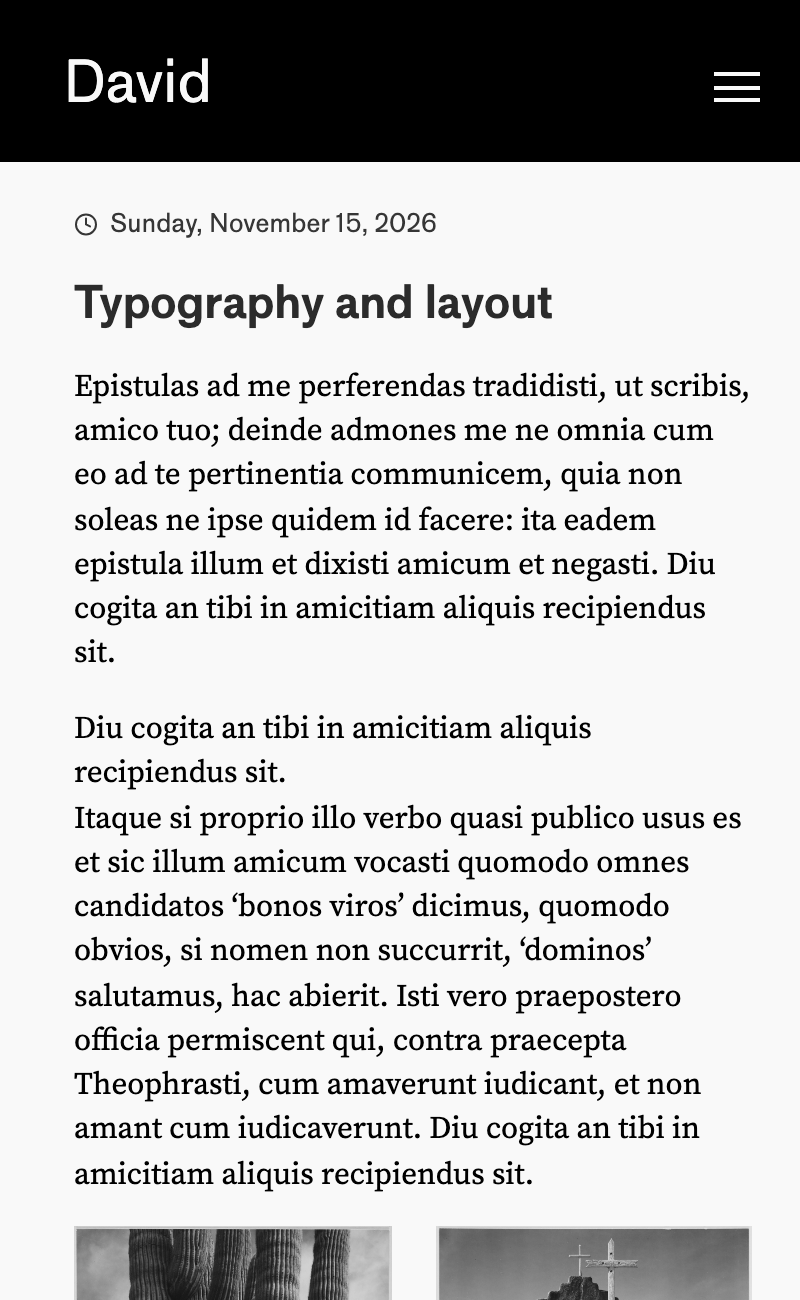 David
Sunday, November 15, 2026
Typography and layout
Epistulas ad me perferendas tradidisti, ut scribis,
amico tuo; deinde admones me ne omnia cum
eo ad te pertinentia communicem, quia non
soleas ne ipse quidem id facere: ita eadem
epistula illum et dixisti amicum et negasti. Diu
cogita an tibi in amicitiam aliquis recipiendus
sit.
Diu cogita an tibi in amicitiam aliquis
recipiendus sit.
Itaque si proprio illo verbo quasi publico usus es
et sic illum amicum vocasti quomodo omnes
candidatos ‘bonos viros’ dicimus, quomodo
obvios, si nomen non succurrit, ‘dominos’
salutamus, hac abierit. Isti vero praepostero
officia permiscent qui, contra praecepta
Theophrasti, cum amaverunt iudicant, et non
amant cum iudicaverunt. Diu cogita an tibi in
amicitiam aliquis recipiendus sit.